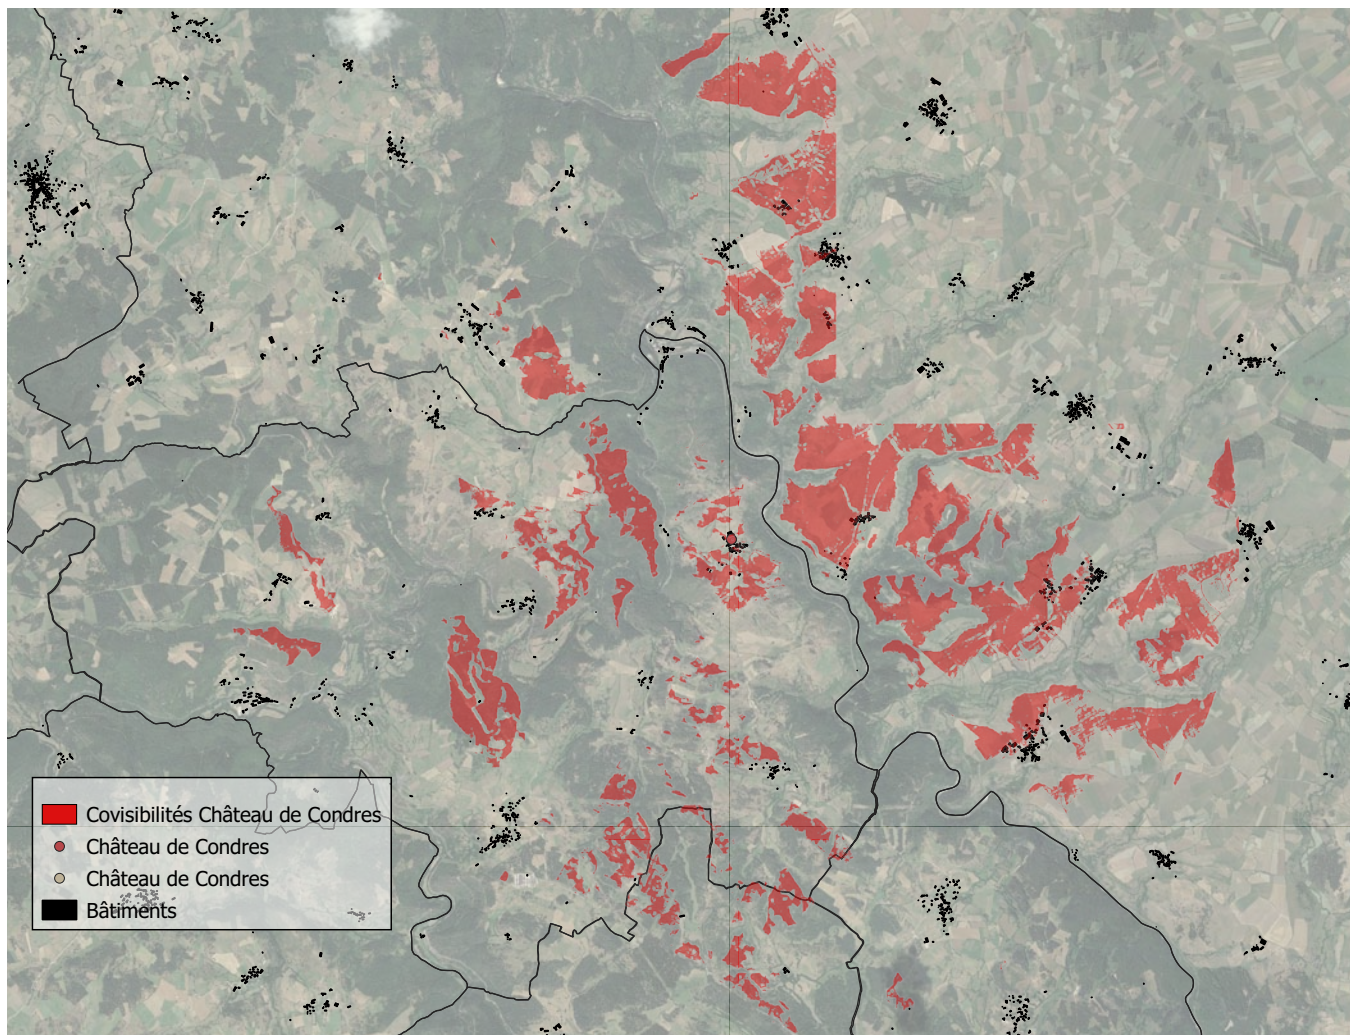 Covisibilités Château de Condres
Château de Condres
Château de Condres
Bâtiments